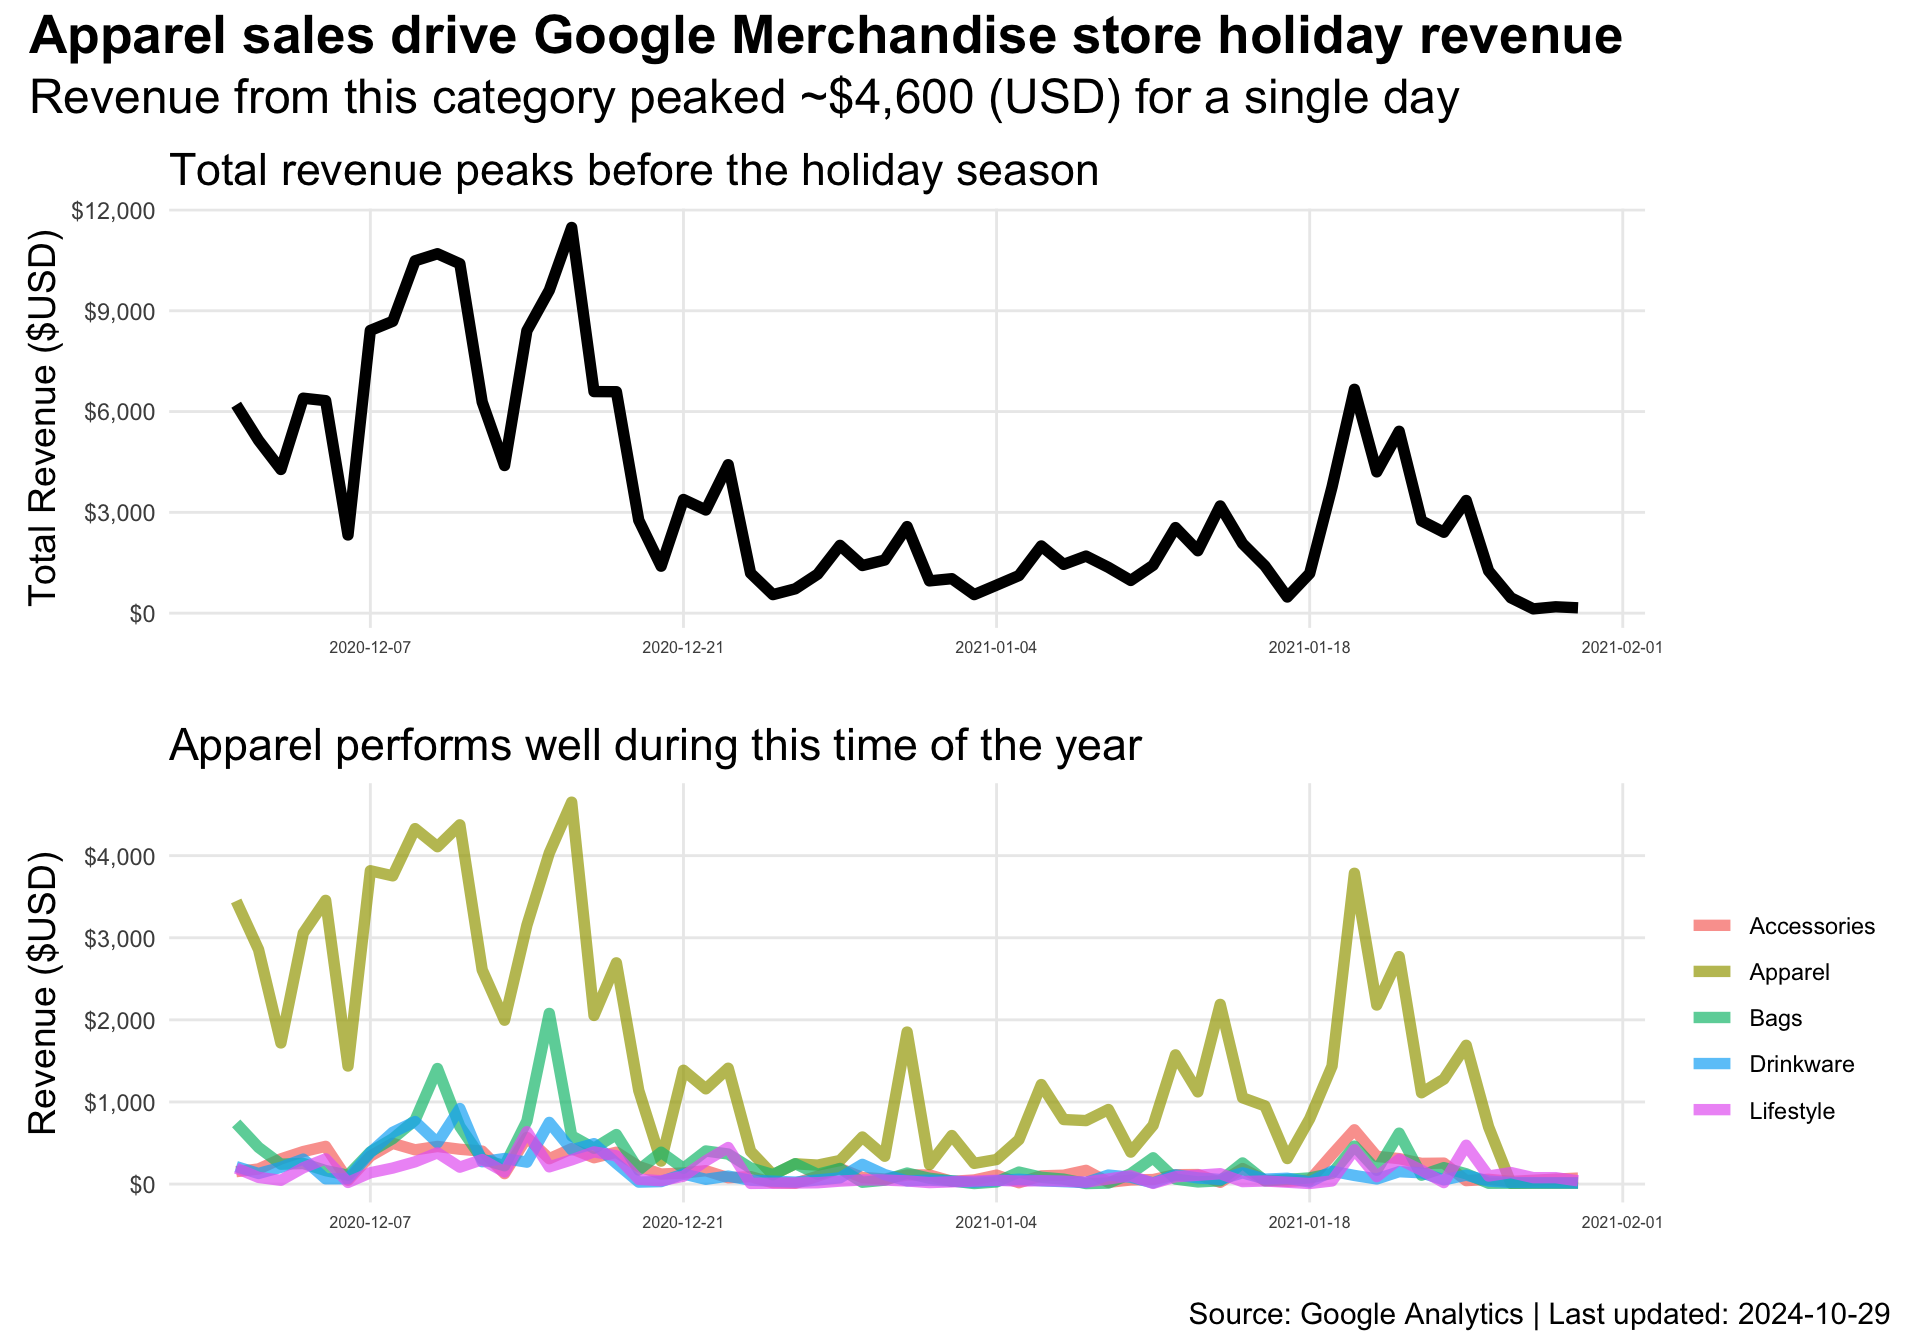 Apparel sales drive Google Merchandise store holiday revenue
Revenue from this category peaked ~$4,600 (USD) for a single day
Total revenue peaks before the holiday season
Total Revenue ($USD)
$12,000
$9,000
$6,000
$3,000
$0
2020-12-07 2020-12-21 2021-01-04 2021-01-18 2021-02-01
Apparel performs well during this time of the year
Revenue ($USD)
$4,000
$3,000
$2,000
$1,000
$0
2020-12-07 2020-12-21 2021-01-04 2021-01-18 2021-02-01
Accessories
Apparel
Bags
Drinkware
Lifestyle
Source: Google Analytics | Last updated: 2024-10-29